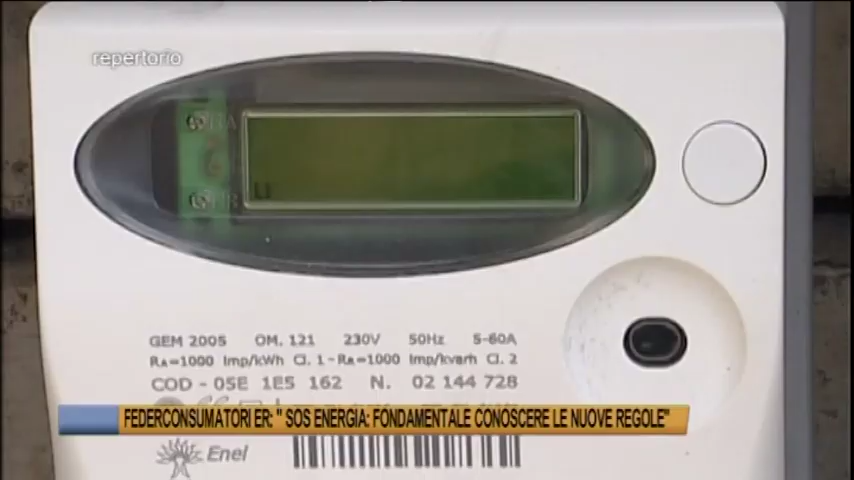 repertorio
U
GEM 2005 OM. 121 230V 50Hz 5-60A
RA=1000 Imp/kWh Cl. 1 - RA=1000 Imp/kvarh Cl. 2
COD - 05E 1E5 162 N. 02 144 728
FEDERCONSUMATORI ER: " SOS ENERGIA: FONDAMENTALE CONOSCERE LE NUOVE REGOLE"
Enel